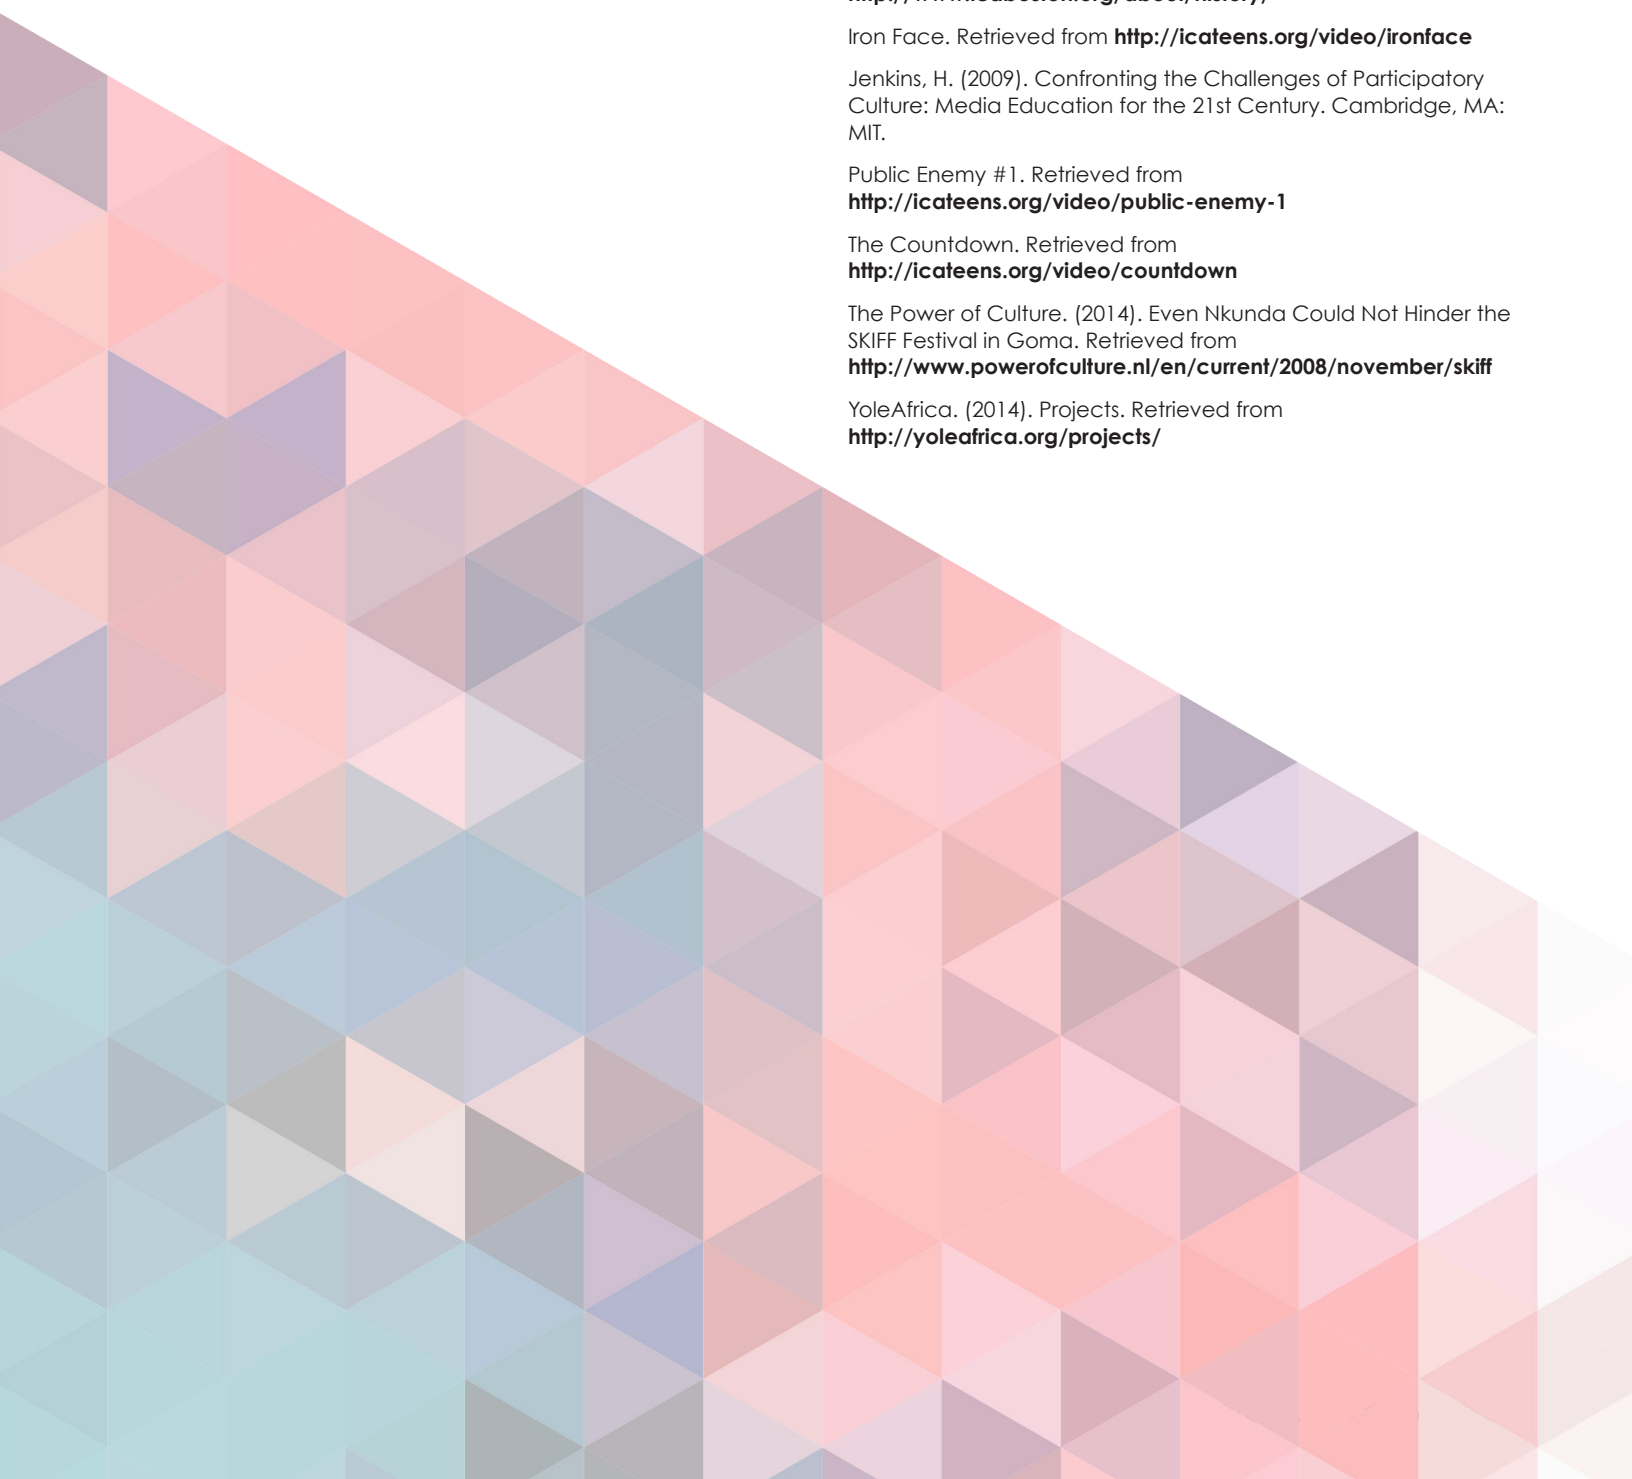 Iron Face. Retrieved from http://icateens.org/video/ironface
Jenkins, H. (2009). Confronting the Challenges of Participatory
Culture: Media Education for the 21st Century. Cambridge, MA:
MIT.
Public Enemy #1. Retrieved from
http://icateens.org/video/public-enemy-1
The Countdown. Retrieved from
http://icateens.org/video/countdown
The Power of Culture. (2014). Even Nkunda Could Not Hinder the
SKIFF Festival in Goma. Retrieved from
http://www.powerofculture.nl/en/current/2008/november/skiff
YoleAfrica. (2014). Projects. Retrieved from
http://yoleafrica.org/projects/